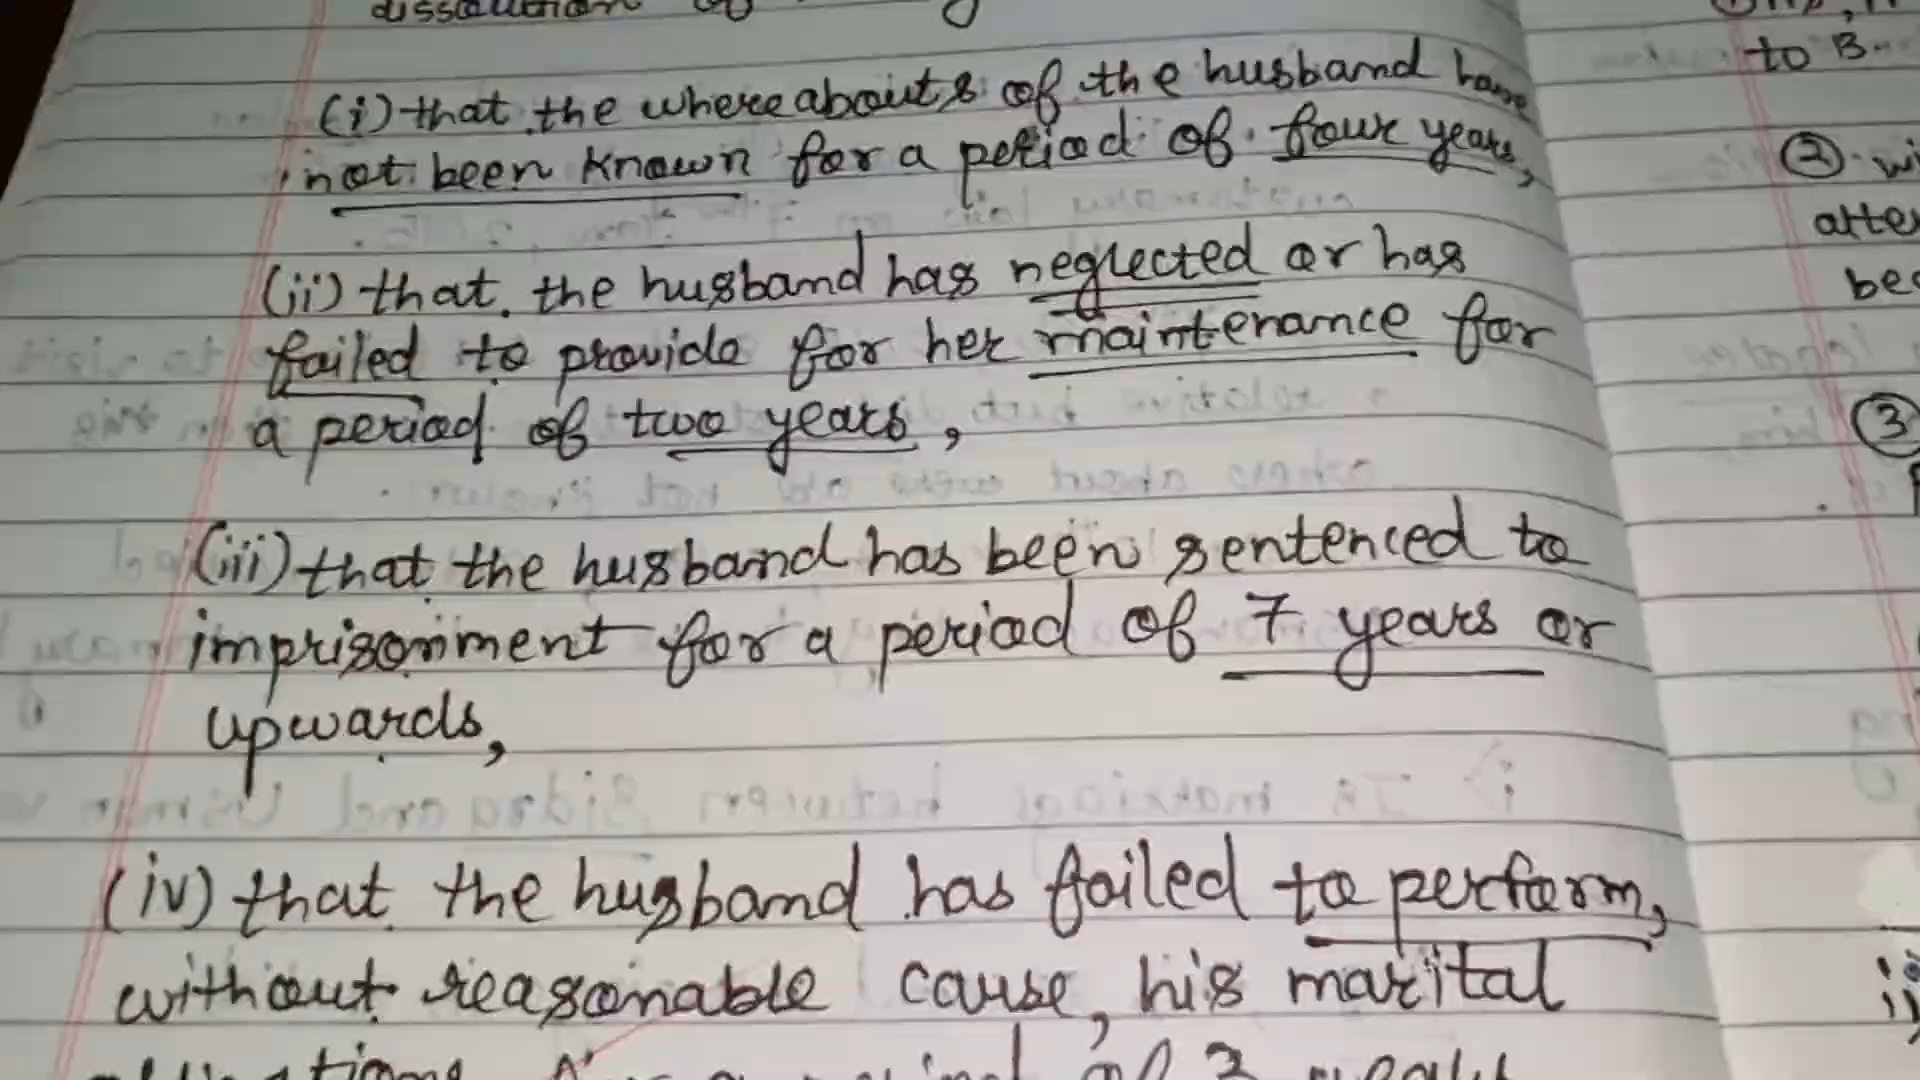 dissolution of
(i) that the whereabouts of the husband have
not been known for a period of four years,
(ii) that the husband has neglected or has
failed to provide for her maintenance for
a period of two years,
(iii) that the husband has been sentenced to
imprisonment for a period of 7 years or
upwards,
(iv) that the husband has failed to perform,
without reasonable cause, his marital
to B
②
③